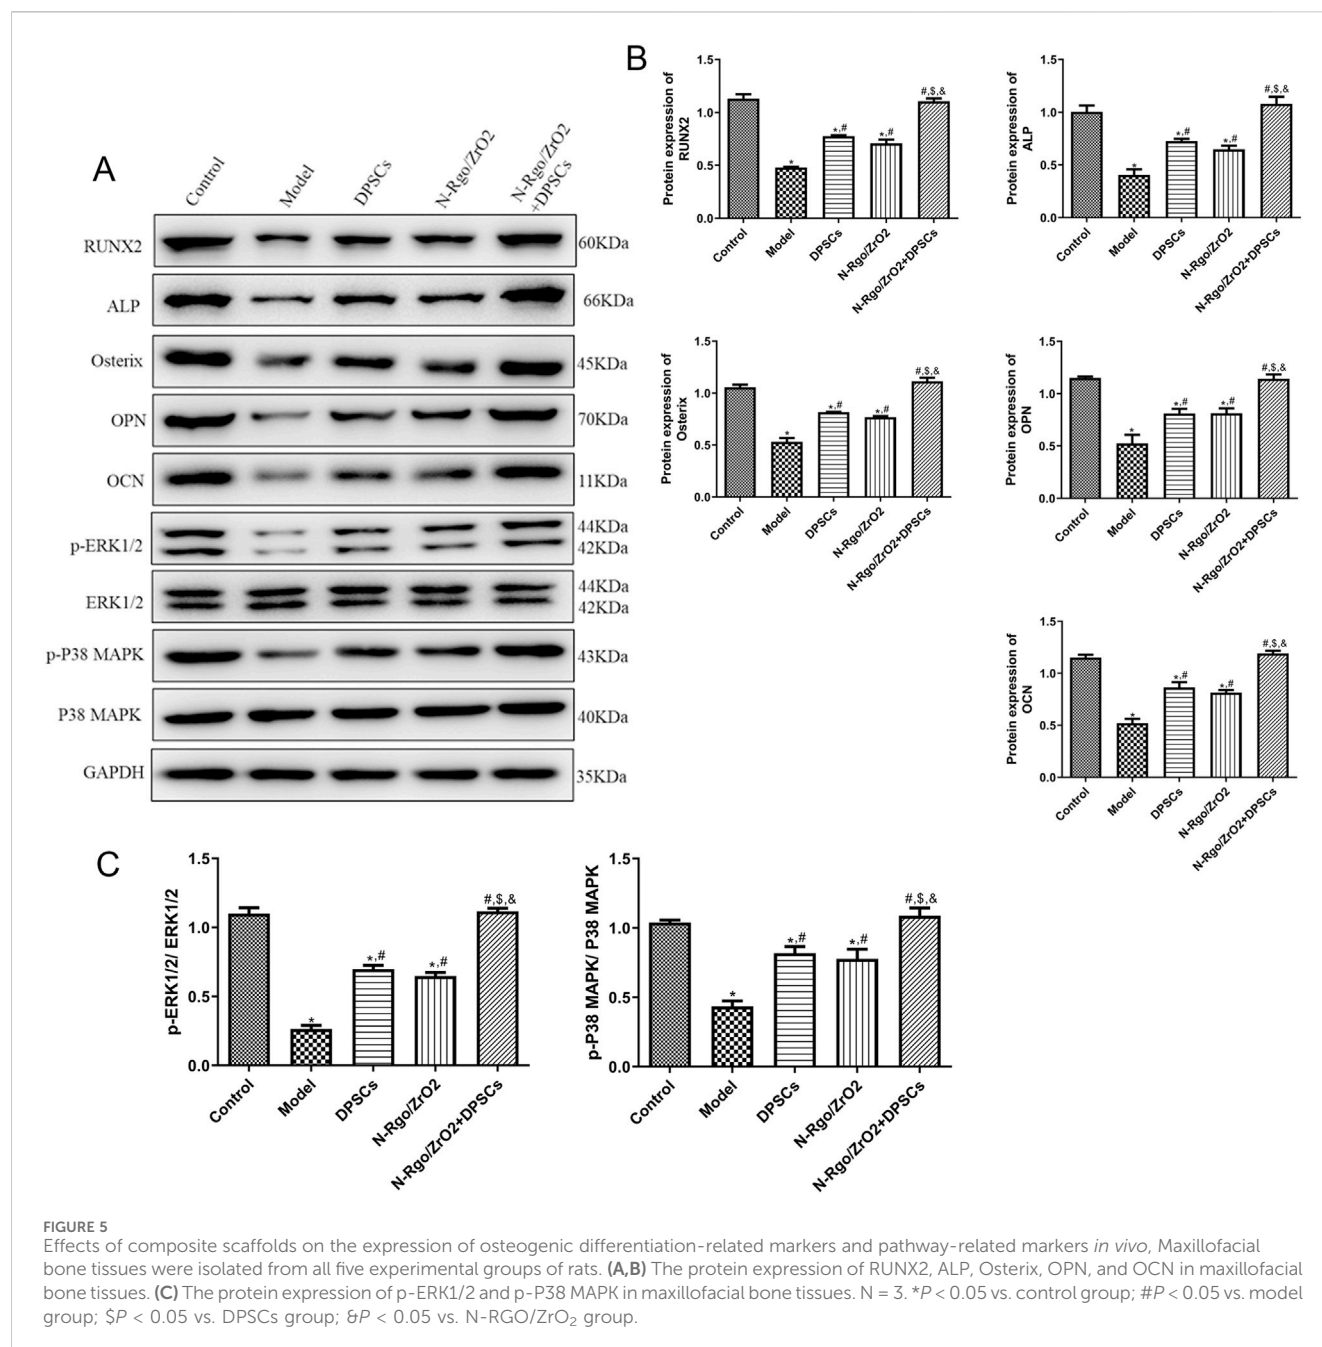 A
Control
Model
DPSCs
N-Rgo/ZrO2
N-Rgo/ZrO2
+DPSCs
RUNX2
60KDa
ALP
66KDa
Osterix
45KDa
OPN
70KDa
OCN
11KDa
p-ERK1/2
44KDa
42KDa
ERK1/2
44KDa
42KDa
p-P38 MAPK
43KDa
P38 MAPK
40KDa
GAPDH
35KDa
B
Protein expression of
RUNX2
1.5
1.0
0.5
0.0
*
*,#
*,#
#,$,&
Control
Model
DPSCs
N-Rgo/ZrO2
N-Rgo/ZrO2+DPSCs
Protein expression of
ALP
1.5
1.0
0.5
0.0
*
*,#
*,#
#,$,&
Control
Model
DPSCs
N-Rgo/ZrO2
N-Rgo/ZrO2+DPSCs
Protein expression of
Osterix
1.5
1.0
0.5
0.0
*
*,#
*,#
#,$,&
Control
Model
DPSCs
N-Rgo/ZrO2
N-Rgo/ZrO2+DPSCs
Protein expression of
OPN
1.5
1.0
0.5
0.0
*
*,#
*,#
#,$,&
Control
Model
DPSCs
N-Rgo/ZrO2
N-Rgo/ZrO2+DPSCs
Protein expression of
OCN
1.5
1.0
0.5
0.0
*
*,#
*,#
#,$,&
Control
Model
DPSCs
N-Rgo/ZrO2
N-Rgo/ZrO2+DPSCs
C
p-ERK1/2/ ERK1/2
1.5
1.0
0.5
0.0
*
*,#
*,#
#,$,&
Control
Model
DPSCs
N-Rgo/ZrO2
N-Rgo/ZrO2+DPSCs
p-P38 MAPK/ P38 MAPK
1.5
1.0
0.5
0.0
*
*,#
*,#
#,$,&
Control
Model
DPSCs
N-Rgo/ZrO2
N-Rgo/ZrO2+DPSCs
FIGURE 5
Effects of composite scaffolds on the expression of osteogenic differentiation-related markers and pathway-related markers in vivo, Maxillofacial
bone tissues were isolated from all five experimental groups of rats. (A,B) The protein expression of RUNX2, ALP, Osterix, OPN, and OCN in maxillofacial
bone tissues. (C) The protein expression of p-ERK1/2 and p-P38 MAPK in maxillofacial bone tissues. N = 3. *P < 0.05 vs. control group; #P < 0.05 vs. model
group; $P < 0.05 vs. DPSCs group; &P < 0.05 vs. N-RGO/ZrO₂ group.